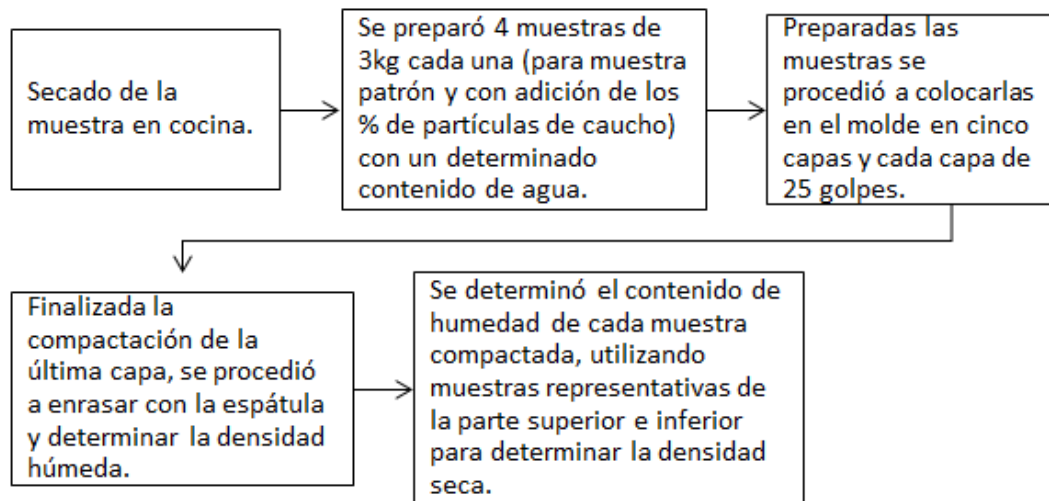 Secado de la
muestra en cocina.
Se preparó 4 muestras de
3kg cada una (para muestra
patrón y con adición de los
% de partículas de caucho)
con un determinado
contenido de agua.
Preparadas las
muestras se
procedió a colocarlas
en el molde en cinco
capas y cada capa de
25 golpes.
Finalizada la
compactación de la
última capa, se procedió
a enrasar con la espátula
y determinar la densidad
húmeda.
Se determinó el contenido de
humedad de cada muestra
compactada, utilizando
muestras representativas de
la parte superior e inferior
para determinar la densidad
seca.